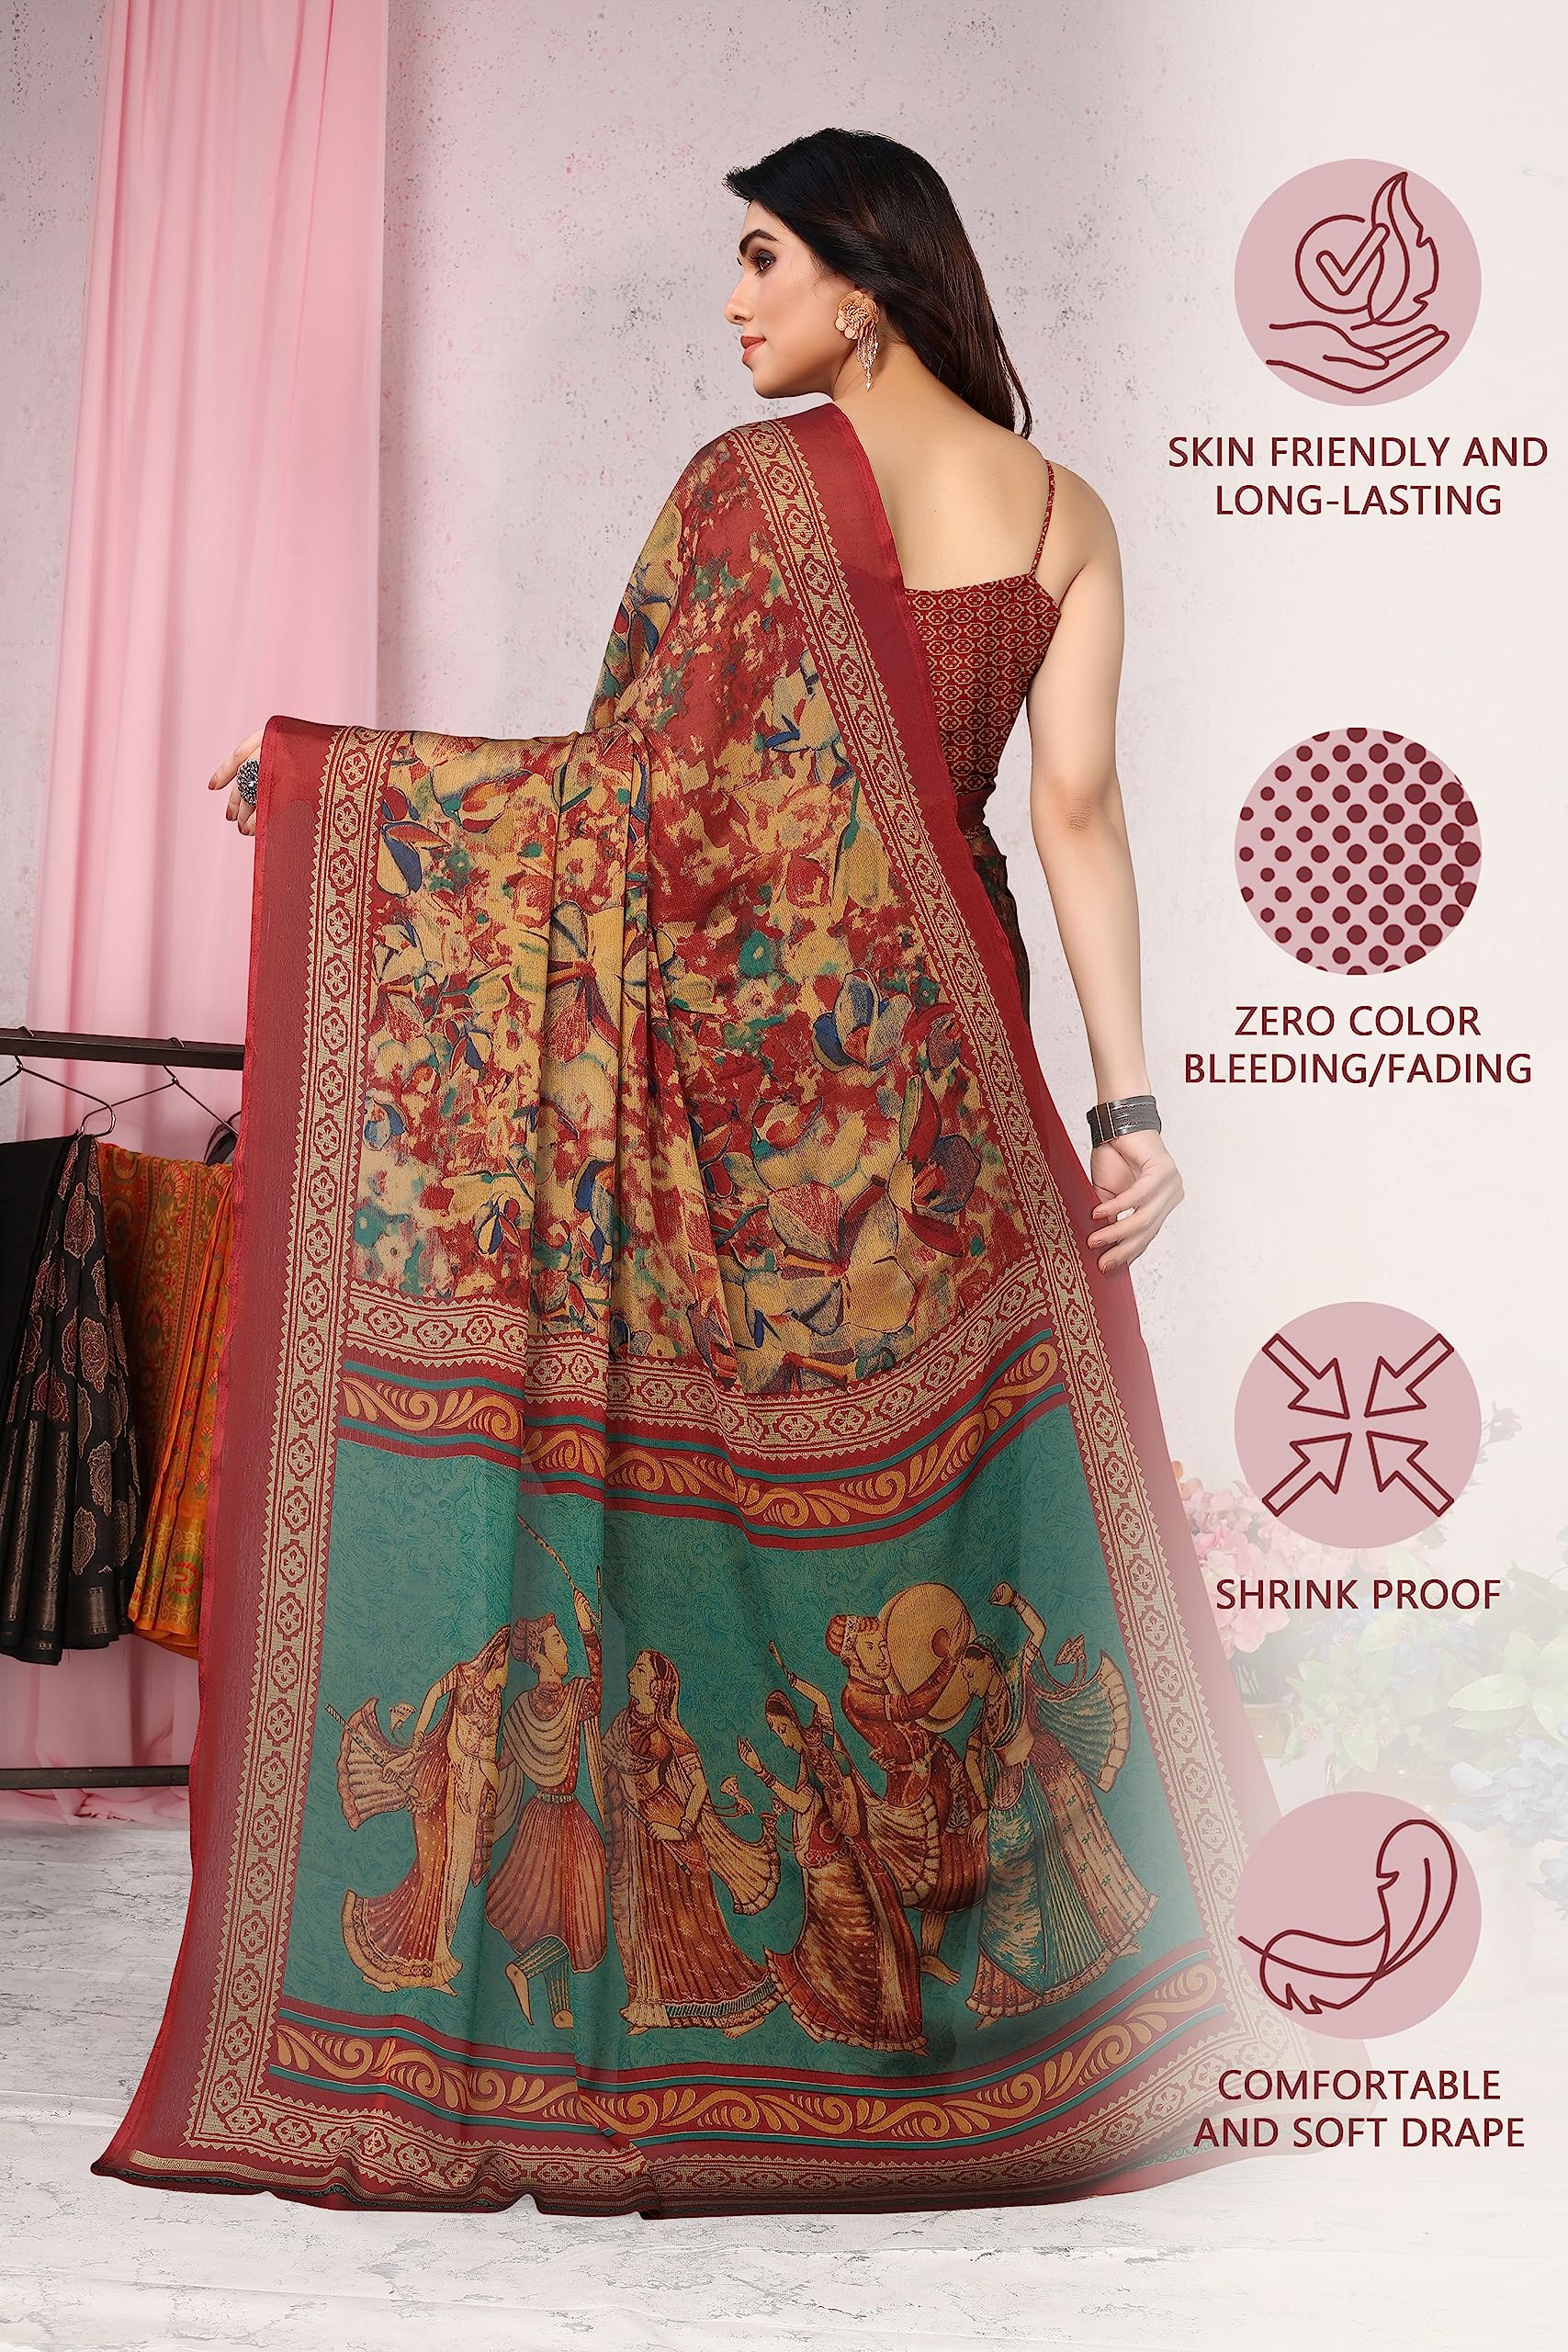 SKIN FRIENDLY AND
LONG-LASTING
ZERO COLOR
BLEEDING/FADING
SHRINK PROOF
COMFORTABLE
AND SOFT DRAPE